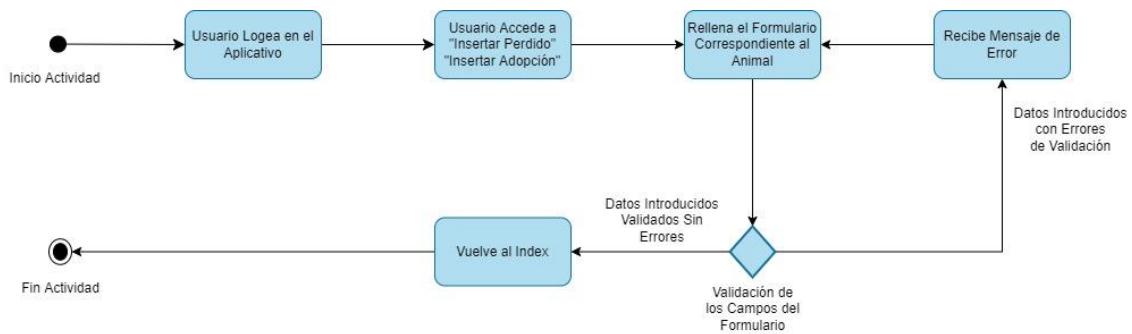 Inicio Actividad
Usuario Logea en el
Aplicativo
Usuario Accede a
"Insertar Perdido"
"Insertar Adopción"
Rellena el Formulario
Correspondiente al
Animal
Recibe Mensaje de
Error
Datos Introducidos
con Errores
de Validación
Datos Introducidos
Validados Sin
Errores
Validación de
los Campos del
Formulario
Vuelve al Index
Fin Actividad